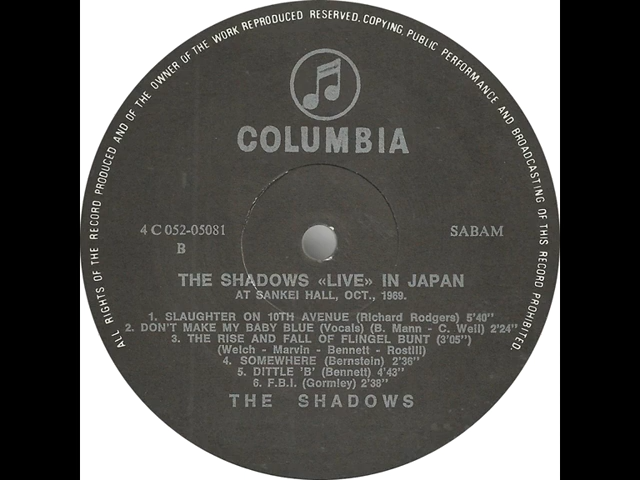 ALL RIGHTS OF THE RECORD PRODUCED AND OF THE OWNER OF THE WORK REPRODUCED RESERVED. COPYING, PUBLIC PERFORMANCE AND BROADCASTING OF THIS RECORD PROHIBITED.
COLUMBIA
4 C 052-05081
B
SABAM
THE SHADOWS «LIVE» IN JAPAN
AT SANKEI HALL, OCT., 1969.
1. SLAUGHTER ON 10TH AVENUE (Richard Rodgers) 5'40"
2. DON'T MAKE MY BABY BLUE (Vocals) (B. Mann - C. Weil) 2'24"
3. THE RISE AND FALL OF FLINGEL BUNT (3'05")
(Welch - Marvin - Bennett - Rostill)
4. SOMEWHERE (Bernstein) 2'36"
5. DITTLE 'B' (Bennett) 4'43"
6. F.B.I. (Gormley) 2'38"
THE SHADOWS